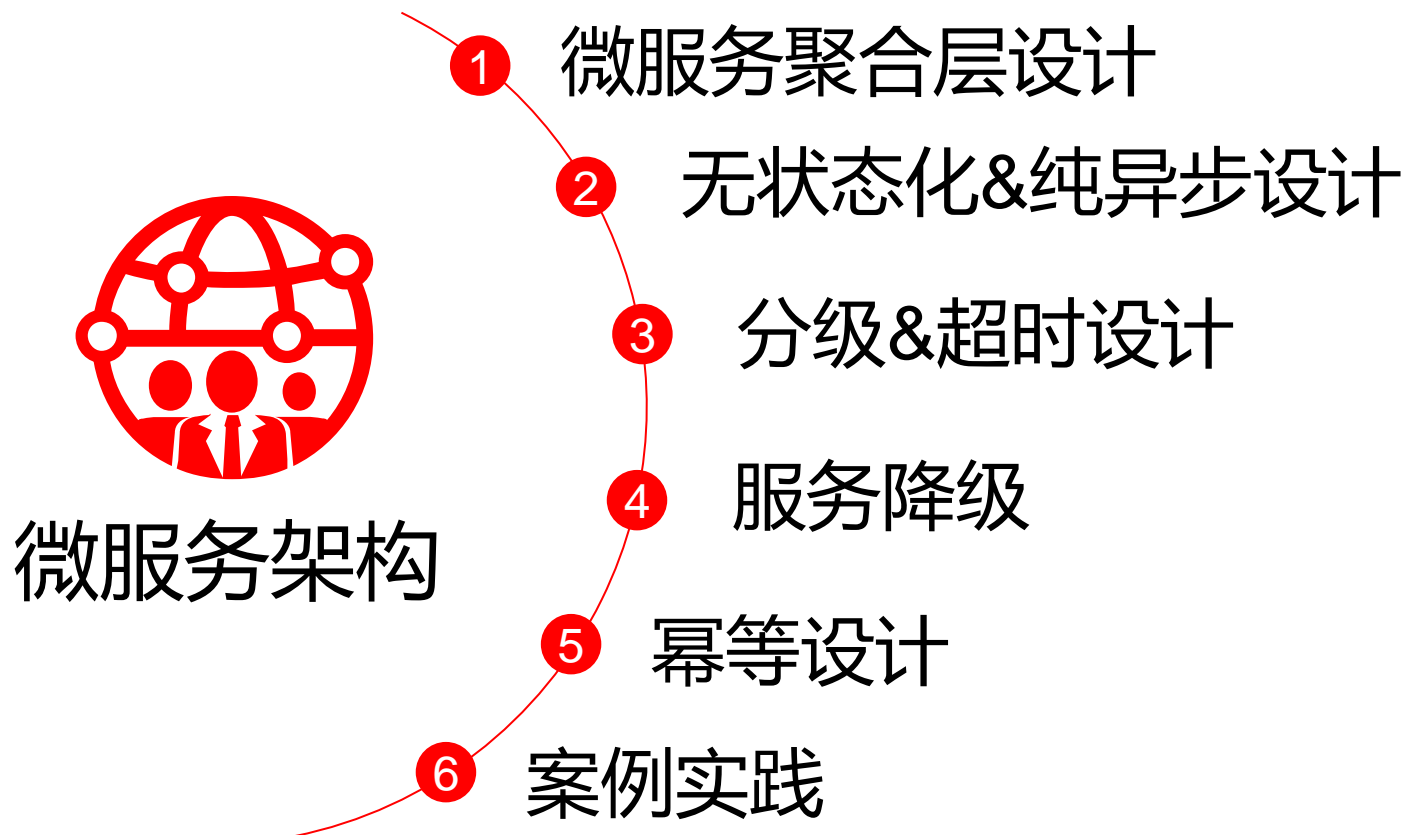 1 微服务聚合层设计
2 无状态化&纯异步设计
3 分级&超时设计
4 服务降级
微服务架构
5 幂等设计
6 案例实践